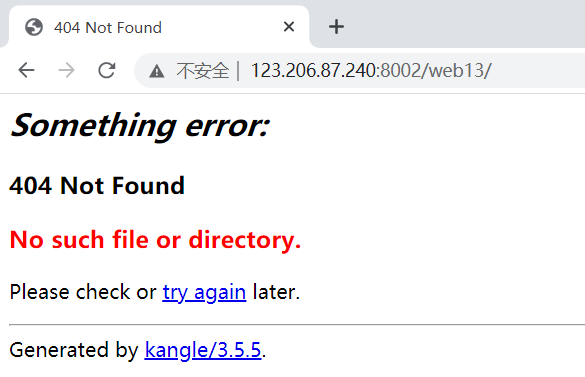 404 Not Found
不安全 | 123.206.87.240:8002/web13/
Something error:
404 Not Found
No such file or directory.
Please check or try again later.
Generated by kangle/3.5.5.